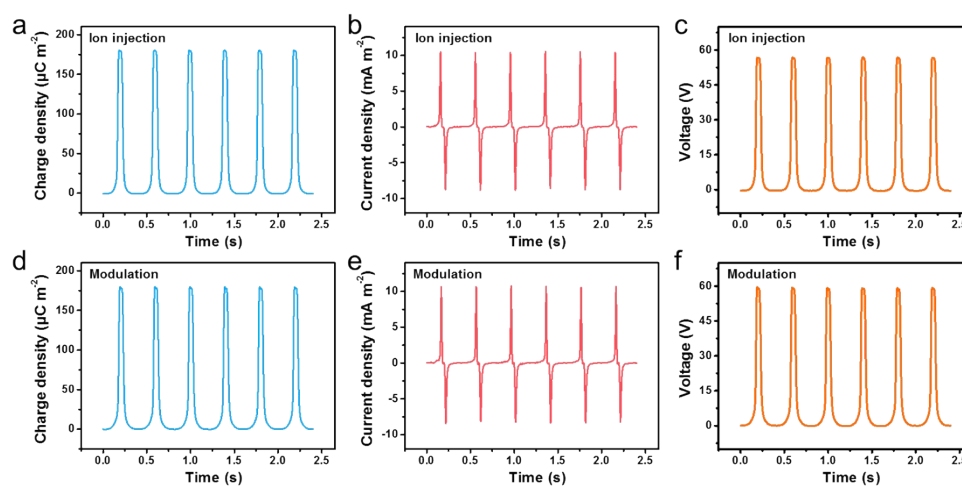 a
Ion injection
Charge density (µC m⁻²)
200
150
100
50
0
0.0 0.5 1.0 1.5 2.0 2.5
Time (s)
b
Ion injection
Current density (mA m⁻²)
10
5
0
-5
-10
0.0 0.5 1.0 1.5 2.0 2.5
Time (s)
c
Ion injection
Voltage (V)
60
45
30
15
0
0.0 0.5 1.0 1.5 2.0 2.5
Time (s)
d
Modulation
Charge density (µC m⁻²)
200
150
100
50
0
0.0 0.5 1.0 1.5 2.0 2.5
Time (s)
e
Modulation
Current density (mA m⁻²)
10
5
0
-5
-10
0.0 0.5 1.0 1.5 2.0 2.5
Time (s)
f
Modulation
Voltage (V)
60
45
30
15
0
0.0 0.5 1.0 1.5 2.0 2.5
Time (s)